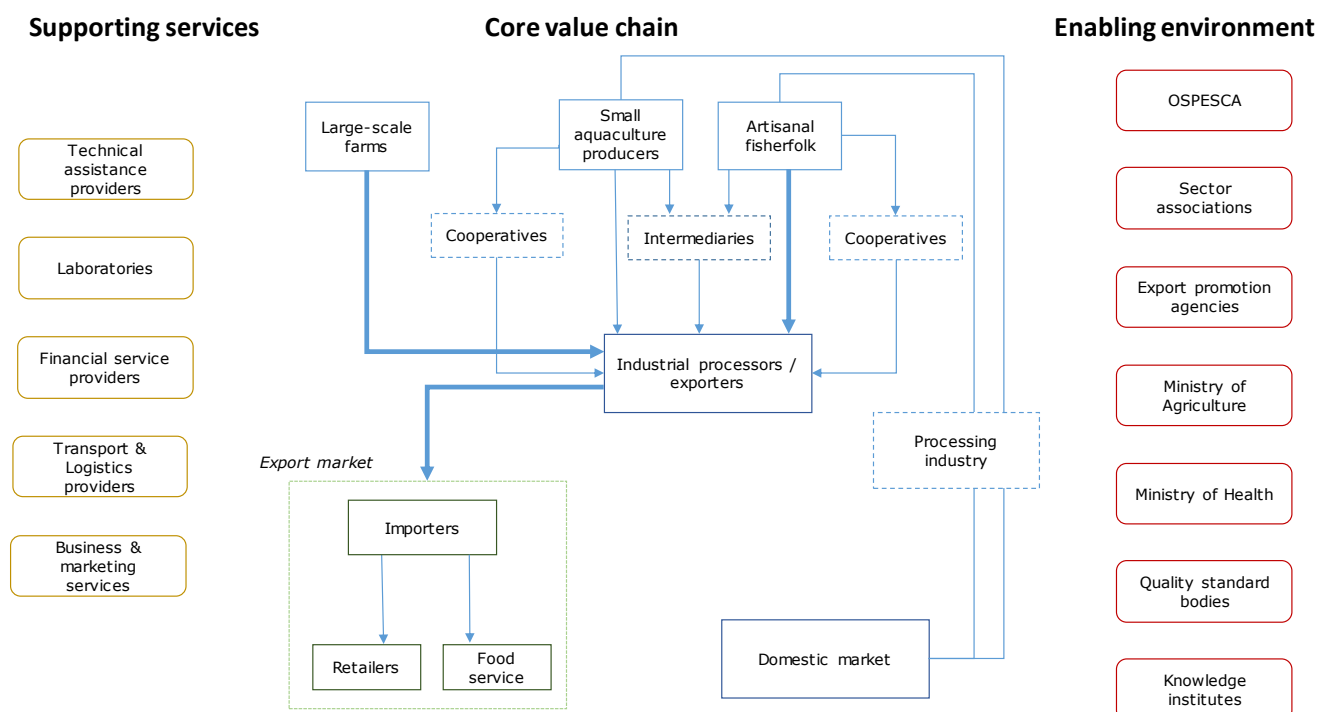 Supporting services
Core value chain
Enabling environment
Technical
assistance
providers
Laboratories
Financial service
providers
Transport &
Logistics
providers
Business &
marketing
services
Large-scale
farms
Small
aquaculture
producers
Artisanal
fisherfolk
Cooperatives
Intermediaries
Cooperatives
Industrial processors /
exporters
Processing
industry
Export market
Importers
Retailers
Food
service
Domestic market
OSPESCA
Sector
associations
Export promotion
agencies
Ministry of
Agriculture
Ministry of Health
Quality standard
bodies
Knowledge
institutes